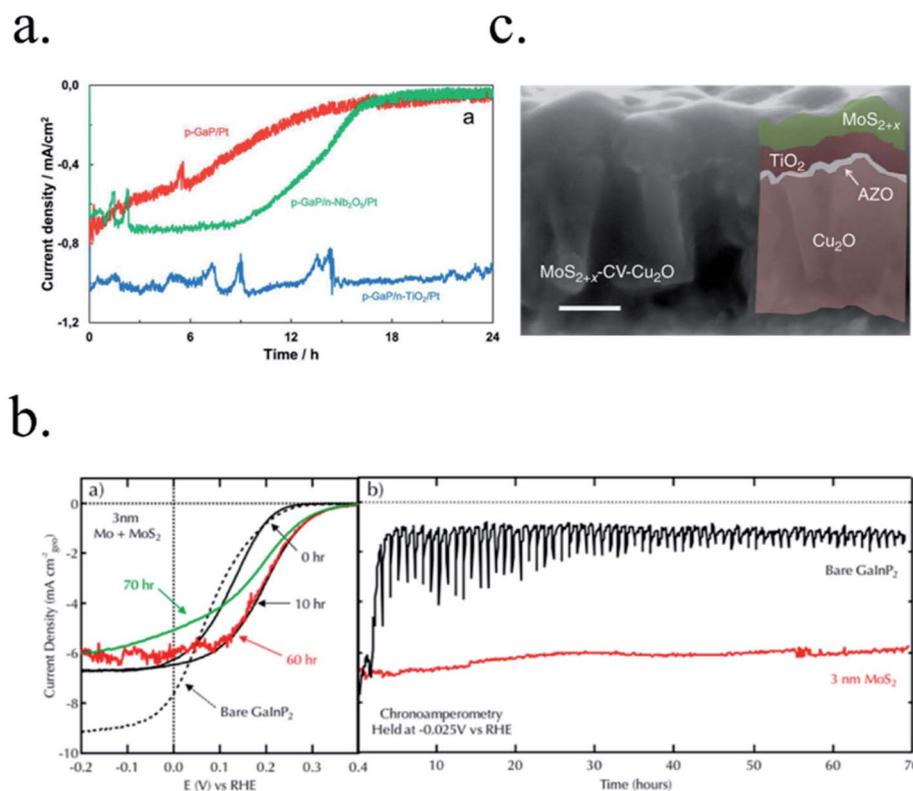 a.
c.
0,0
-0,4
-0,8
-1,2
Current density / mA/cm²
a
p-GaP/Pt
p-GaP/n-Nb₂O₅/Pt
p-GaP/n-TiO₂/Pt
0 6 12 18 24
Time / h
MoS₂₊ₓ
TiO₂
AZO
Cu₂O
MoS₂₊ₓ-CV-Cu₂O
b.
a)
3nm
Mo + MoS₂
70 hr
0 hr
10 hr
60 hr
Bare GaInP₂
0
-2
-4
-6
-8
-10
Current Density (mA cm⁻²geo)
-0.2 -0.1 0.0 0.1 0.2 0.3 0.4
E (V) vs RHE
b)
Bare GaInP₂
3 nm MoS₂
Chronoamperometry
Held at -0.025V vs RHE
10 20 30 40 50 60 70
Time (hours)